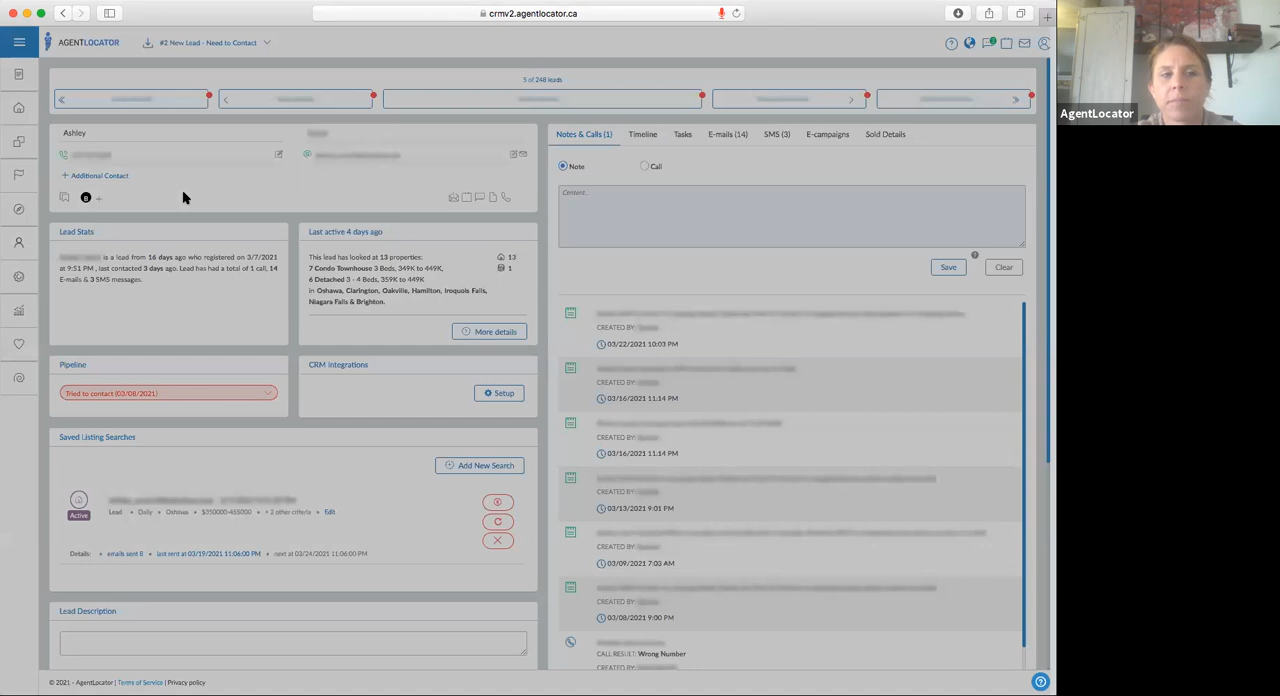 crmv2.agentlocator.ca
AGENTLOCATOR
#2 New Lead - Need to Contact
2
5 of 248 leads
AgentLocator
Ashley
+ Additional Contact
B +
Lead Stats
is a lead from 16 days ago who registered on 3/7/2021
at 9:51 PM , last contacted 3 days ago. Lead has had a total of 1 call, 14
E-mails & 3 SMS messages.
Last active 4 days ago
This lead has looked at 13 properties:
7 Condo Townhouse 3 Beds, 349K to 449K,
6 Detached 3 - 4 Beds, 359K to 449K
in Oshawa, Clarington, Oakville, Hamilton, Iroquois Falls,
Niagara Falls & Brighton.
13
1
More details
Pipeline
Tried to contact (03/08/2021)
CRM Integrations
Setup
Saved Listing Searches
Add New Search
Active
Lead • Daily • Oshawa • $350000-455000 • + 2 other criteria • Edit
Details: • emails sent 8 • last sent at 03/19/2021 11:06:00 PM • next at 03/24/2021 11:06:00 PM
Lead Description
Notes & Calls (1) Timeline Tasks E-mails (14) SMS (3) E-campaigns Sold Details
Note Call
Content...
Save Clear
CREATED BY:
03/22/2021 10:03 PM
CREATED BY:
03/16/2021 11:14 PM
CREATED BY:
03/16/2021 11:14 PM
CREATED BY:
03/13/2021 9:01 PM
CREATED BY:
03/09/2021 7:03 AM
CREATED BY:
03/08/2021 9:00 PM
CALL RESULT: Wrong Number
CREATED BY:
© 2021 - AgentLocator | Terms of Service | Privacy policy